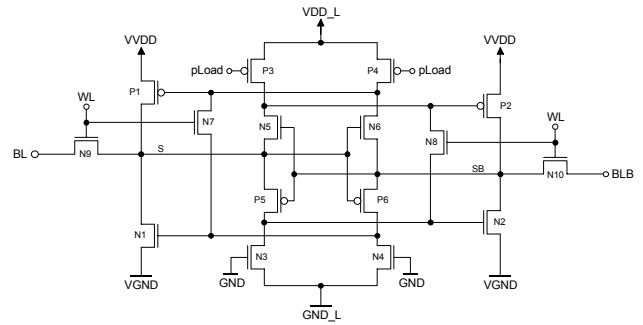 VDD_L
VVDD
VVDD
pLoad
P3
P4
pLoad
P1
P2
WL
N7
N5
N6
N8
WL
BL
N9
S
SB
N10
BLB
P5
P6
N1
N2
N3
N4
GND
GND
VGND
VGND
GND_L